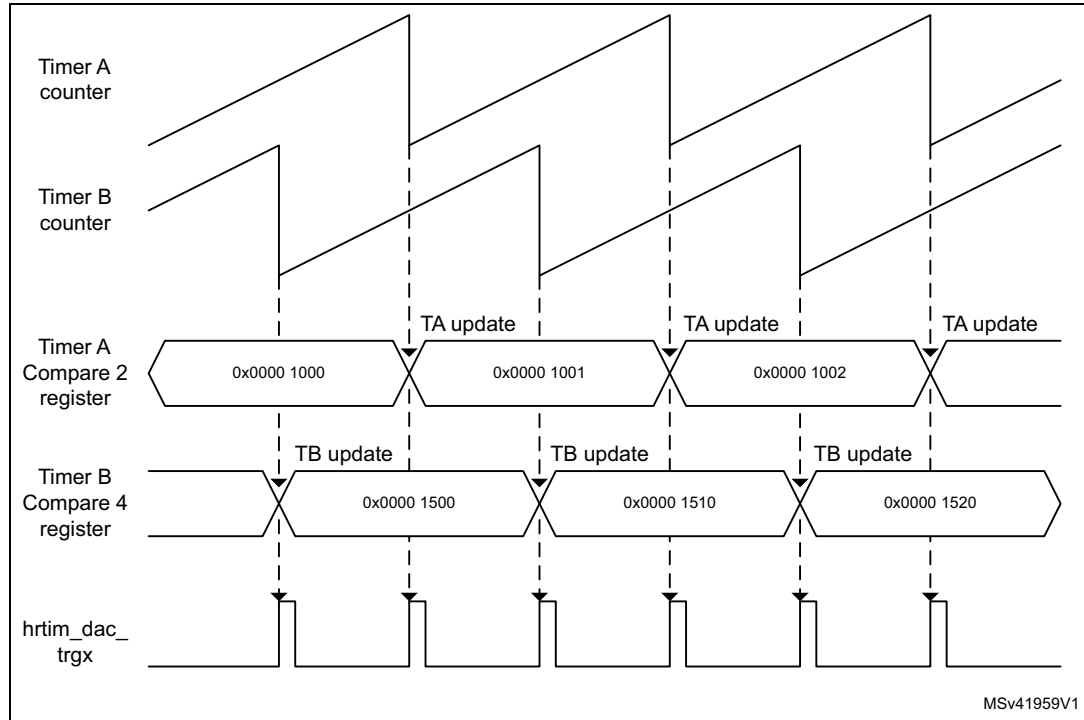 Timer A
counter
Timer B
counter
TA update
TA update
TA update
Timer A
Compare 2
register
0x0000 1000
0x0000 1001
0x0000 1002
TB update
TB update
TB update
Timer B
Compare 4
register
0x0000 1500
0x0000 1510
0x0000 1520
hrtim_dac_
trgx
MSv41959V1